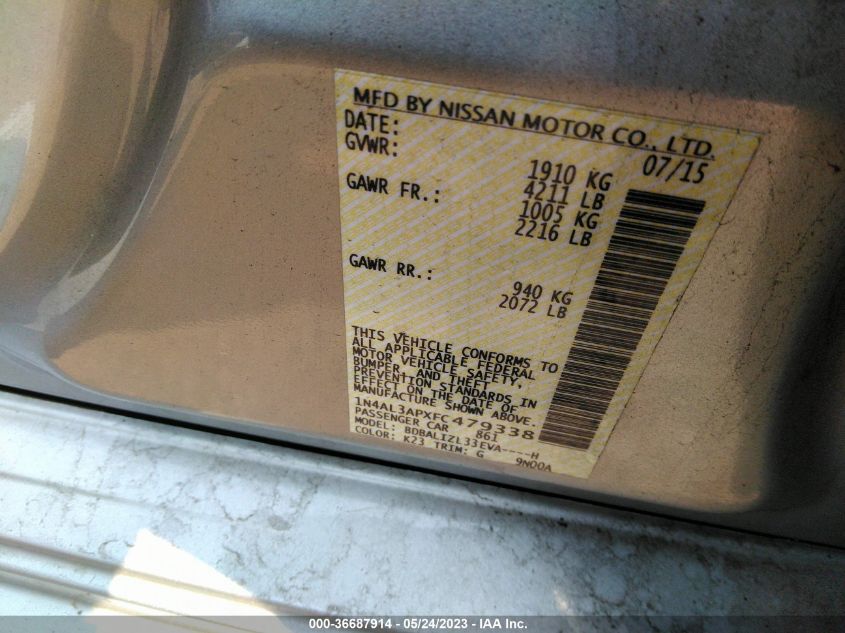 MFD BY NISSAN MOTOR CO., LTD.
DATE: 07/15
GVWR: 1910 KG
4211 LB
GAWR FR.: 1005 KG
2216 LB
GAWR RR.: 940 KG
2072 LB
THIS VEHICLE CONFORMS TO
ALL APPLICABLE FEDERAL
MOTOR VEHICLE SAFETY,
BUMPER, AND THEFT
PREVENTION STANDARDS IN
EFFECT ON THE DATE OF
MANUFACTURE SHOWN ABOVE.
1N4AL3APXFC479338
PASSENGER CAR 861
MODEL: BDBALIZL33EVA----H
COLOR: K23 TRIM: G 9N00A
000-36687914 - 05/24/2023 - IAA Inc.